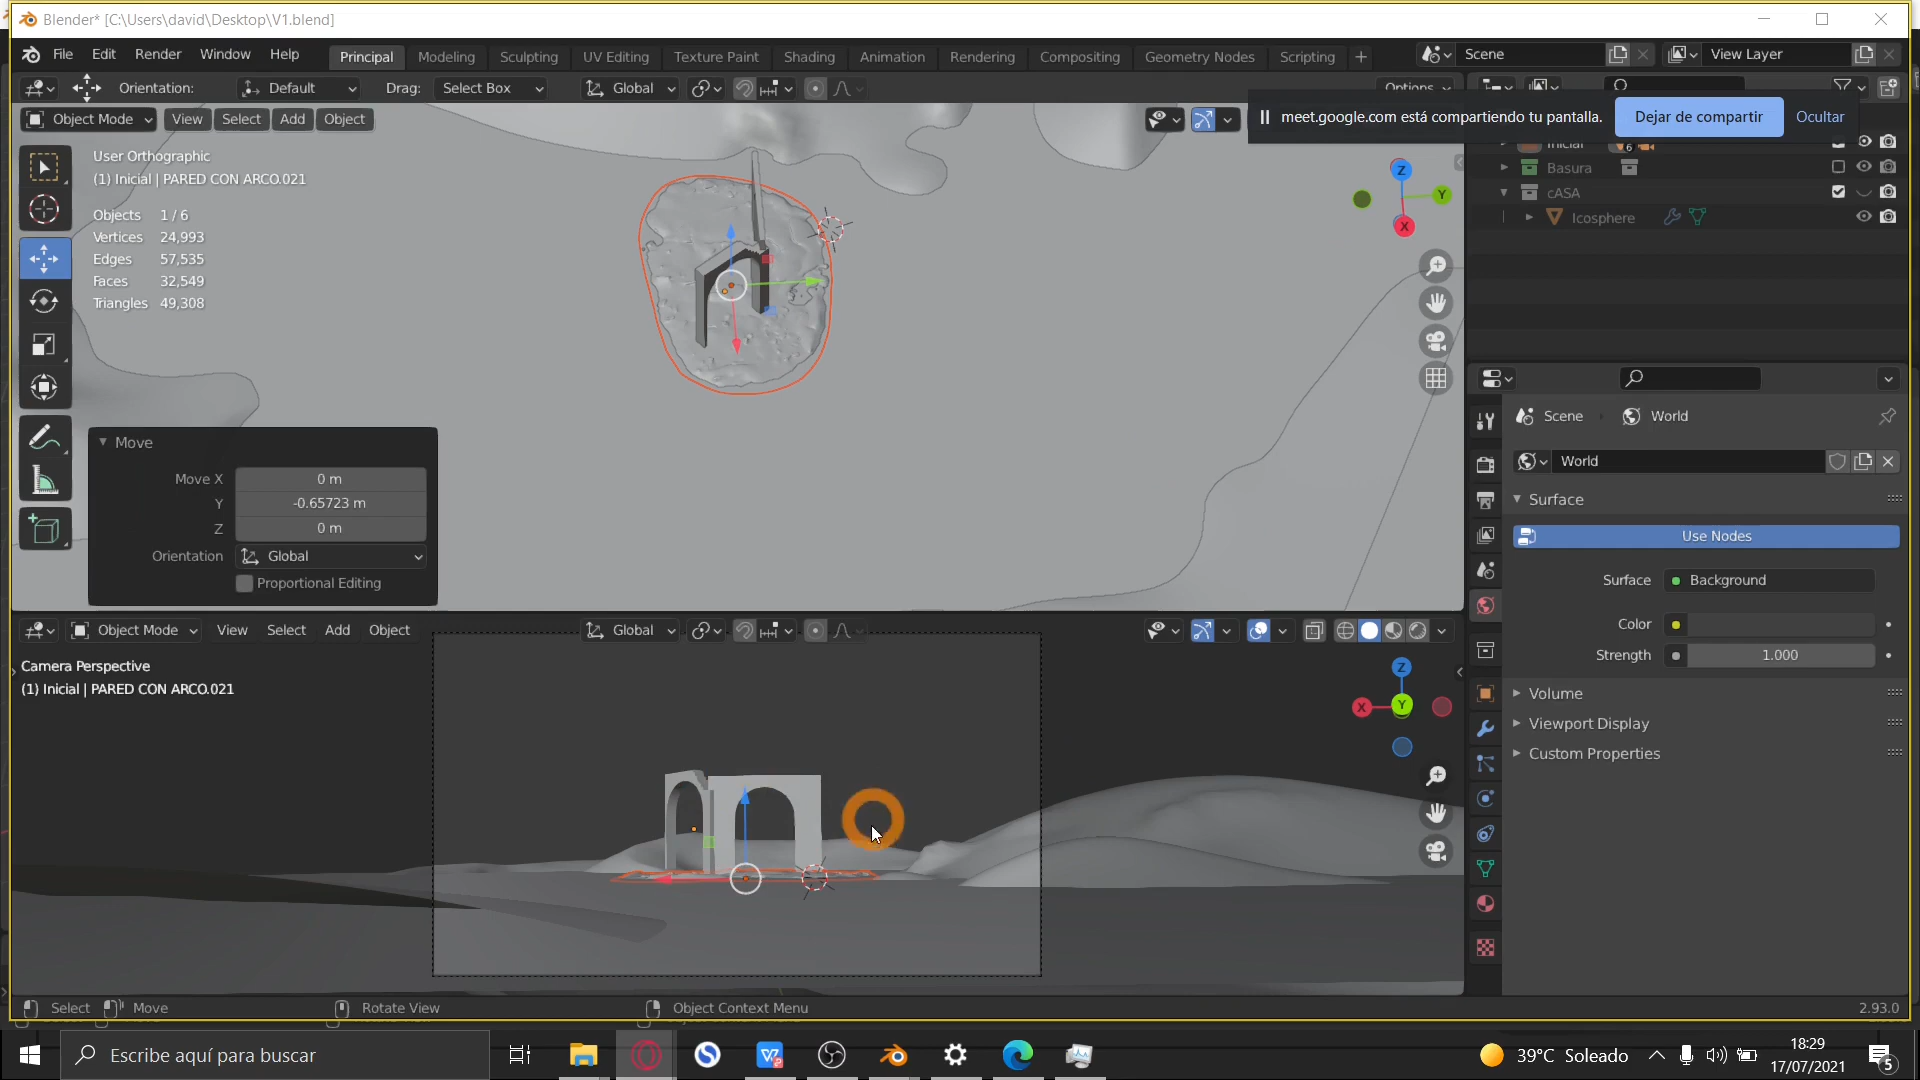 Blender* [C:\Users\david\Desktop\V1.blend]
File Edit Render Window Help Principal Modeling Sculpting UV Editing Texture Paint Shading Animation Rendering Compositing Geometry Nodes Scripting + Scene View Layer
Orientation: Default Drag: Select Box Global Options
Object Mode View Select Add Object
meet.google.com está compartiendo tu pantalla. Dejar de compartir Ocultar
User Orthographic
(1) Inicial | PARED CON ARCO.021
Objects 1 / 6
Vertices 24,993
Edges 57,535
Faces 32,549
Triangles 49,308
Z
Y
X
Inicial 6
Basura
cASA
Icosphere
Move
Move X 0 m
Y -0.65723 m
Z 0 m
Orientation Global
Proportional Editing
Scene World
World
Surface
Use Nodes
Surface Background
Color
Strength 1.000
Volume
Viewport Display
Custom Properties
Object Mode View Select Add Object Global
Camera Perspective
(1) Inicial | PARED CON ARCO.021
Z
X Y
Select Move Rotate View Object Context Menu 2.93.0
Escribe aquí para buscar
39°C Soleado
18:29
17/07/2021
5